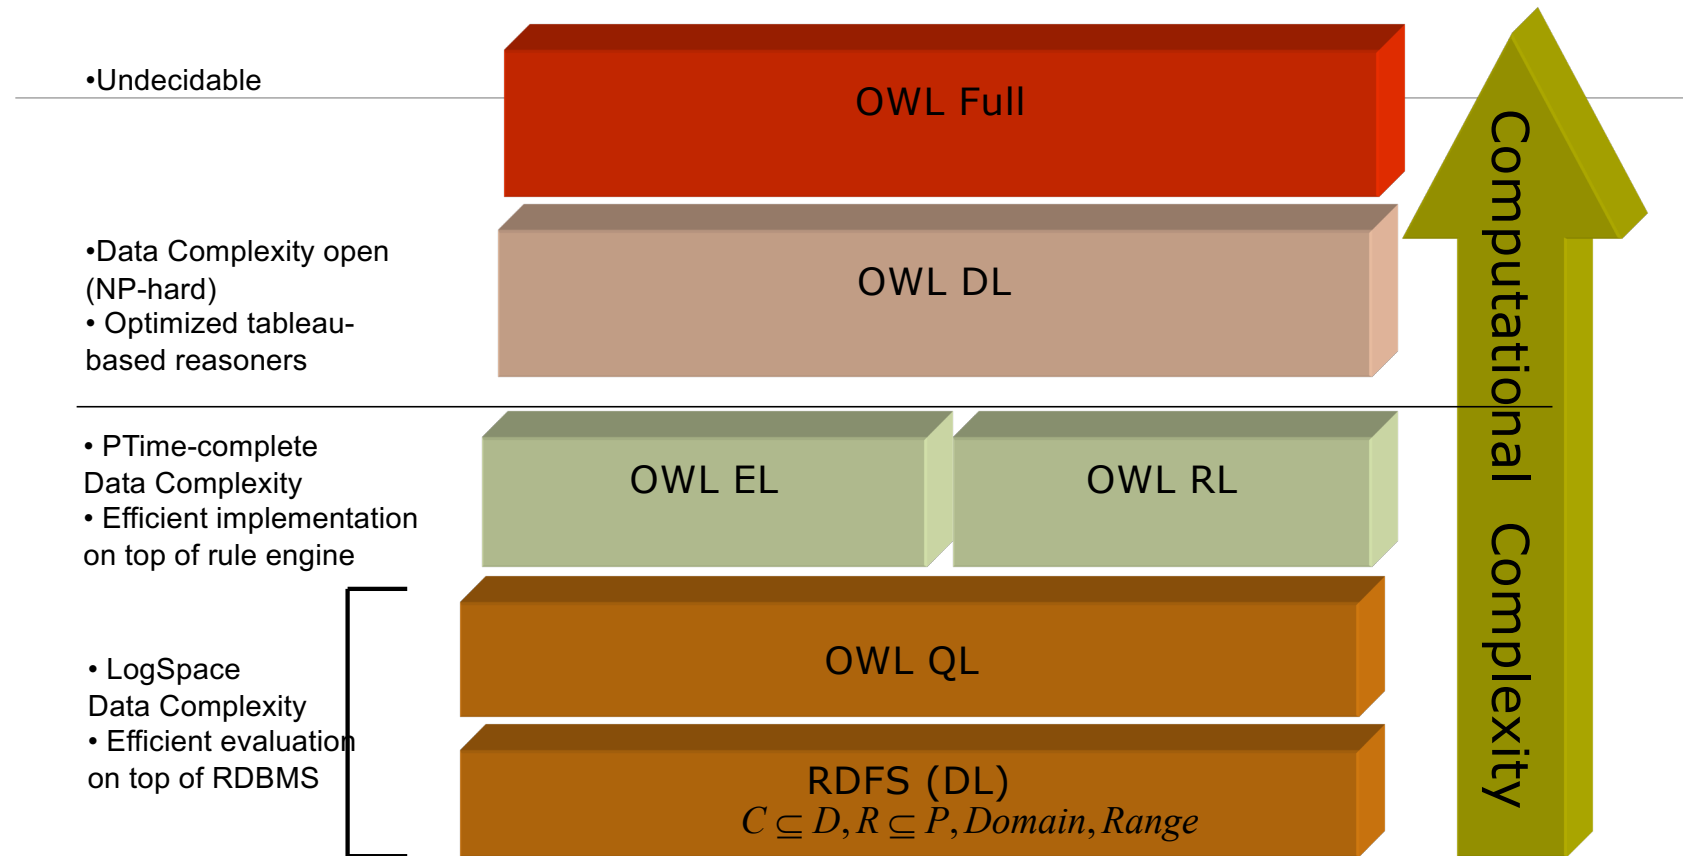 •Undecidable
OWL Full
•Data Complexity open
(NP-hard)
• Optimized tableau-
based reasoners
OWL DL
• PTime-complete
Data Complexity
• Efficient implementation
on top of rule engine
OWL EL
OWL RL
• LogSpace
Data Complexity
• Efficient evaluation
on top of RDBMS
OWL QL
RDFS (DL)
C ⊆ D, R ⊆ P, Domain, Range
Computational Complexity